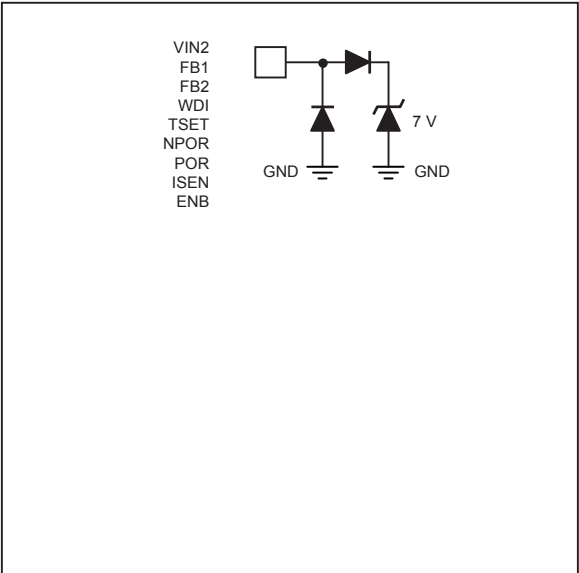 VIN2
FB1
FB2
WDI
TSET
NPOR
POR
ISEN
ENB
7 V
GND
GND